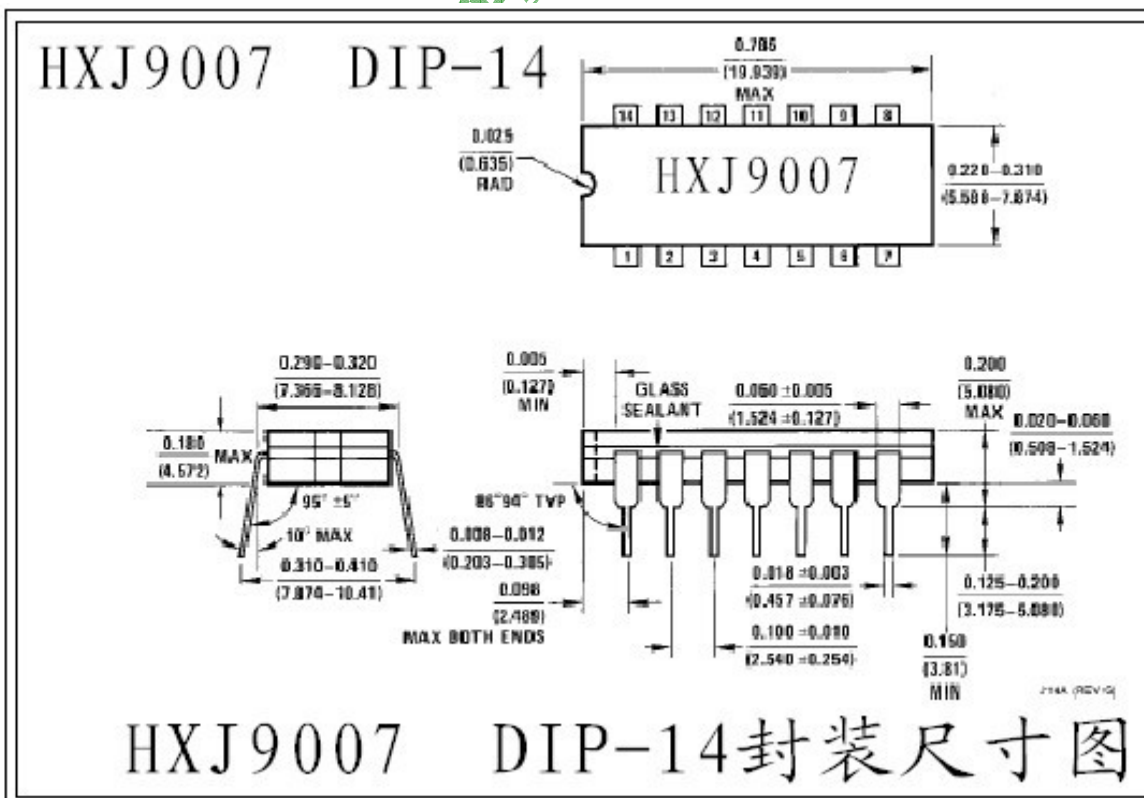 HXJ9007 DIP-14
0.785
(19.939)
MAX
14 13 12 11 10 9 8
0.025
(0.635)
RAD
HXJ9007
0.220-0.310
(5.588-7.874)
1 2 3 4 5 6 7
0.290-0.320
(7.366-8.128)
0.005
(0.127)
MIN
GLASS
SEALANT
0.060 ±0.005
(1.524 ±0.127)
0.200
(5.080)
MAX
0.020-0.060
(0.508-1.524)
0.180
(4.572)
MAX
95° ±5°
10° MAX
86°94° TYP
0.008-0.012
(0.203-0.305)
0.310-0.410
(7.874-10.41)
0.098
(2.489)
MAX BOTH ENDS
0.018 ±0.003
(0.457 ±0.076)
0.100 ±0.010
(2.540 ±0.254)
0.125-0.200
(3.175-5.080)
0.150
(3.81)
MIN
J14A (REV G)
HXJ9007 DIP-14封装尺寸图